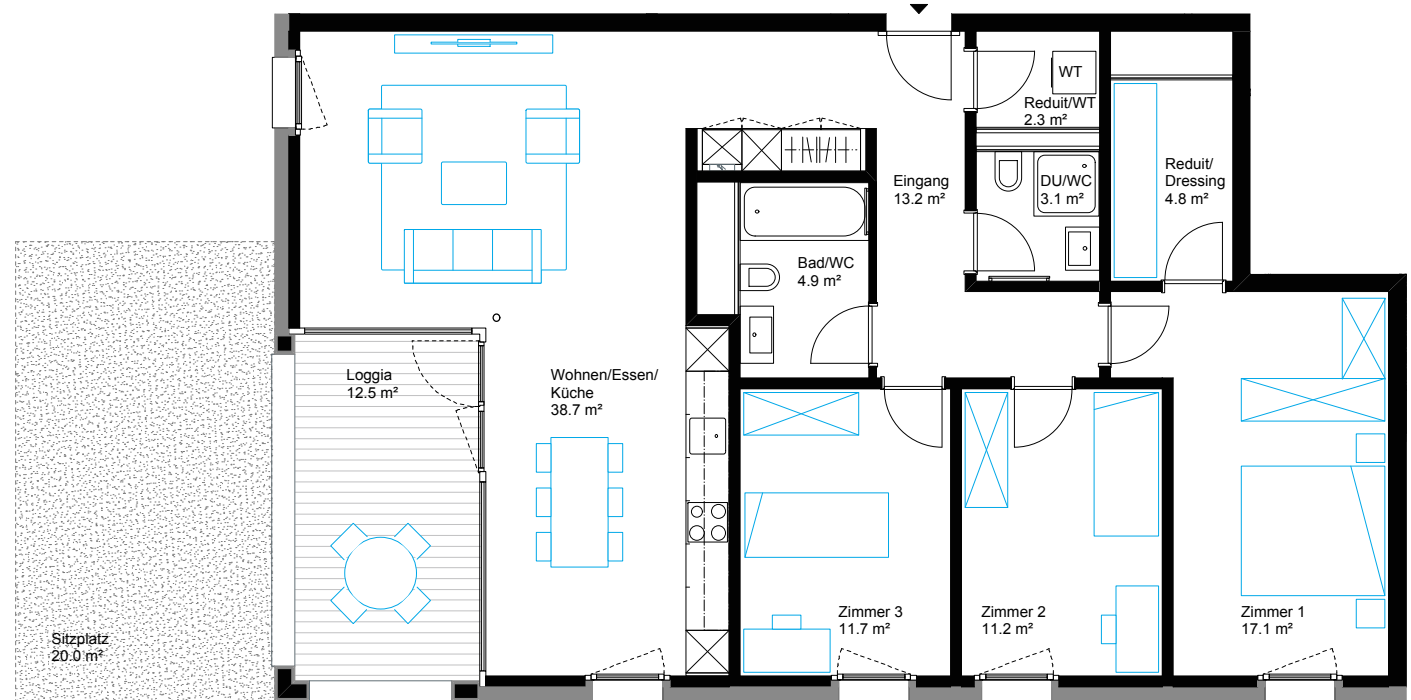 WT
Reduit/WT
2.3 m²
Reduit/
Dressing
4.8 m²
Eingang
13.2 m²
DU/WC
3.1 m²
Bad/WC
4.9 m²
Loggia
12.5 m²
Wohnen/Essen/
Küche
38.7 m²
Sitzplatz
20.0 m²
Zimmer 3
11.7 m²
Zimmer 2
11.2 m²
Zimmer 1
17.1 m²